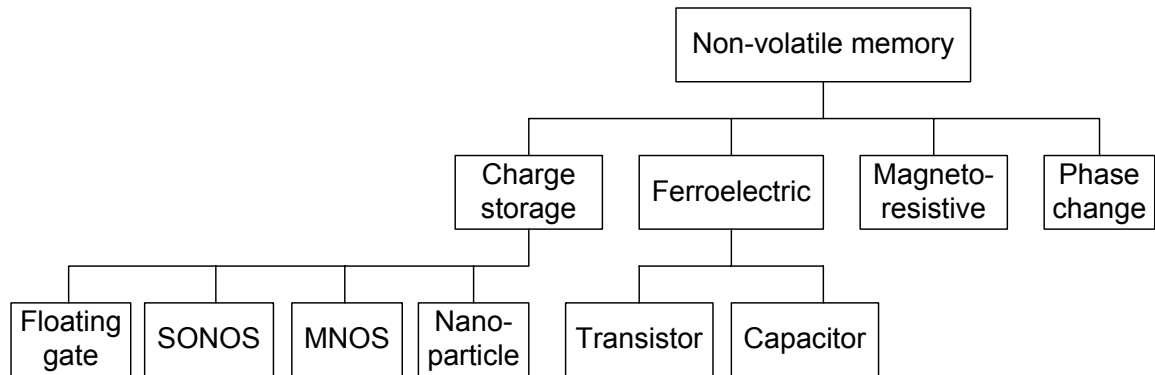 Non-volatile memory
Charge
storage
Ferroelectric
Magneto-
resistive
Phase
change
Floating
gate
SONOS
MNOS
Nano-
particle
Transistor
Capacitor